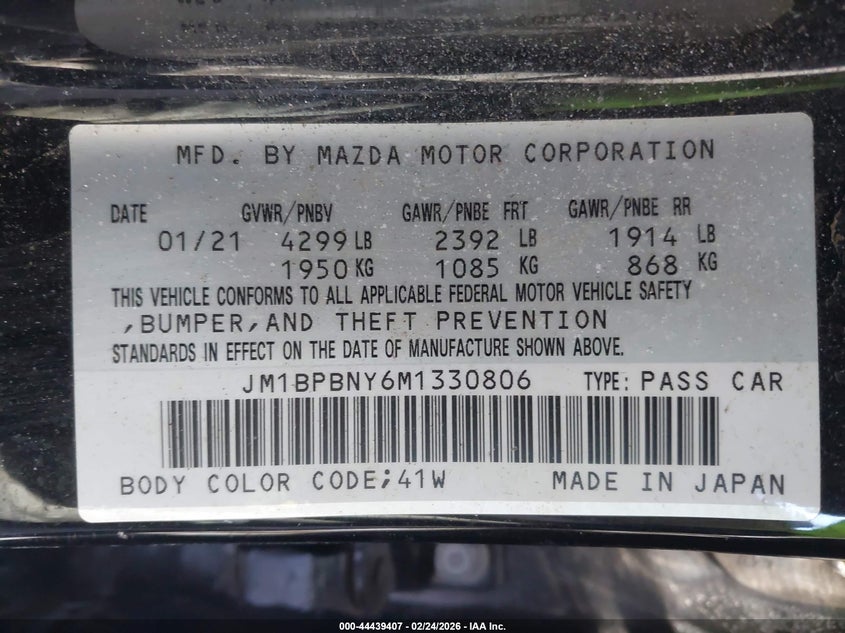 CORPORATION
MFD. BY MAZDA MOTOR CORPORATION
DATE GVWR/PNBV GAWR/PNBE FRT GAWR/PNBE RR
01/21 4299 LB 2392 LB 1914 LB
1950 KG 1085 KG 868 KG
THIS VEHICLE CONFORMS TO ALL APPLICABLE FEDERAL MOTOR VEHICLE SAFETY
,BUMPER,AND THEFT PREVENTION
STANDARDS IN EFFECT ON THE DATE OF MANUFACTURE SHOWN ABOVE.
JM1BPBNY6M1330806 TYPE: PASS CAR
BODY COLOR CODE;41W MADE IN JAPAN
000-44439407 - 02/24/2026 - IAA Inc.